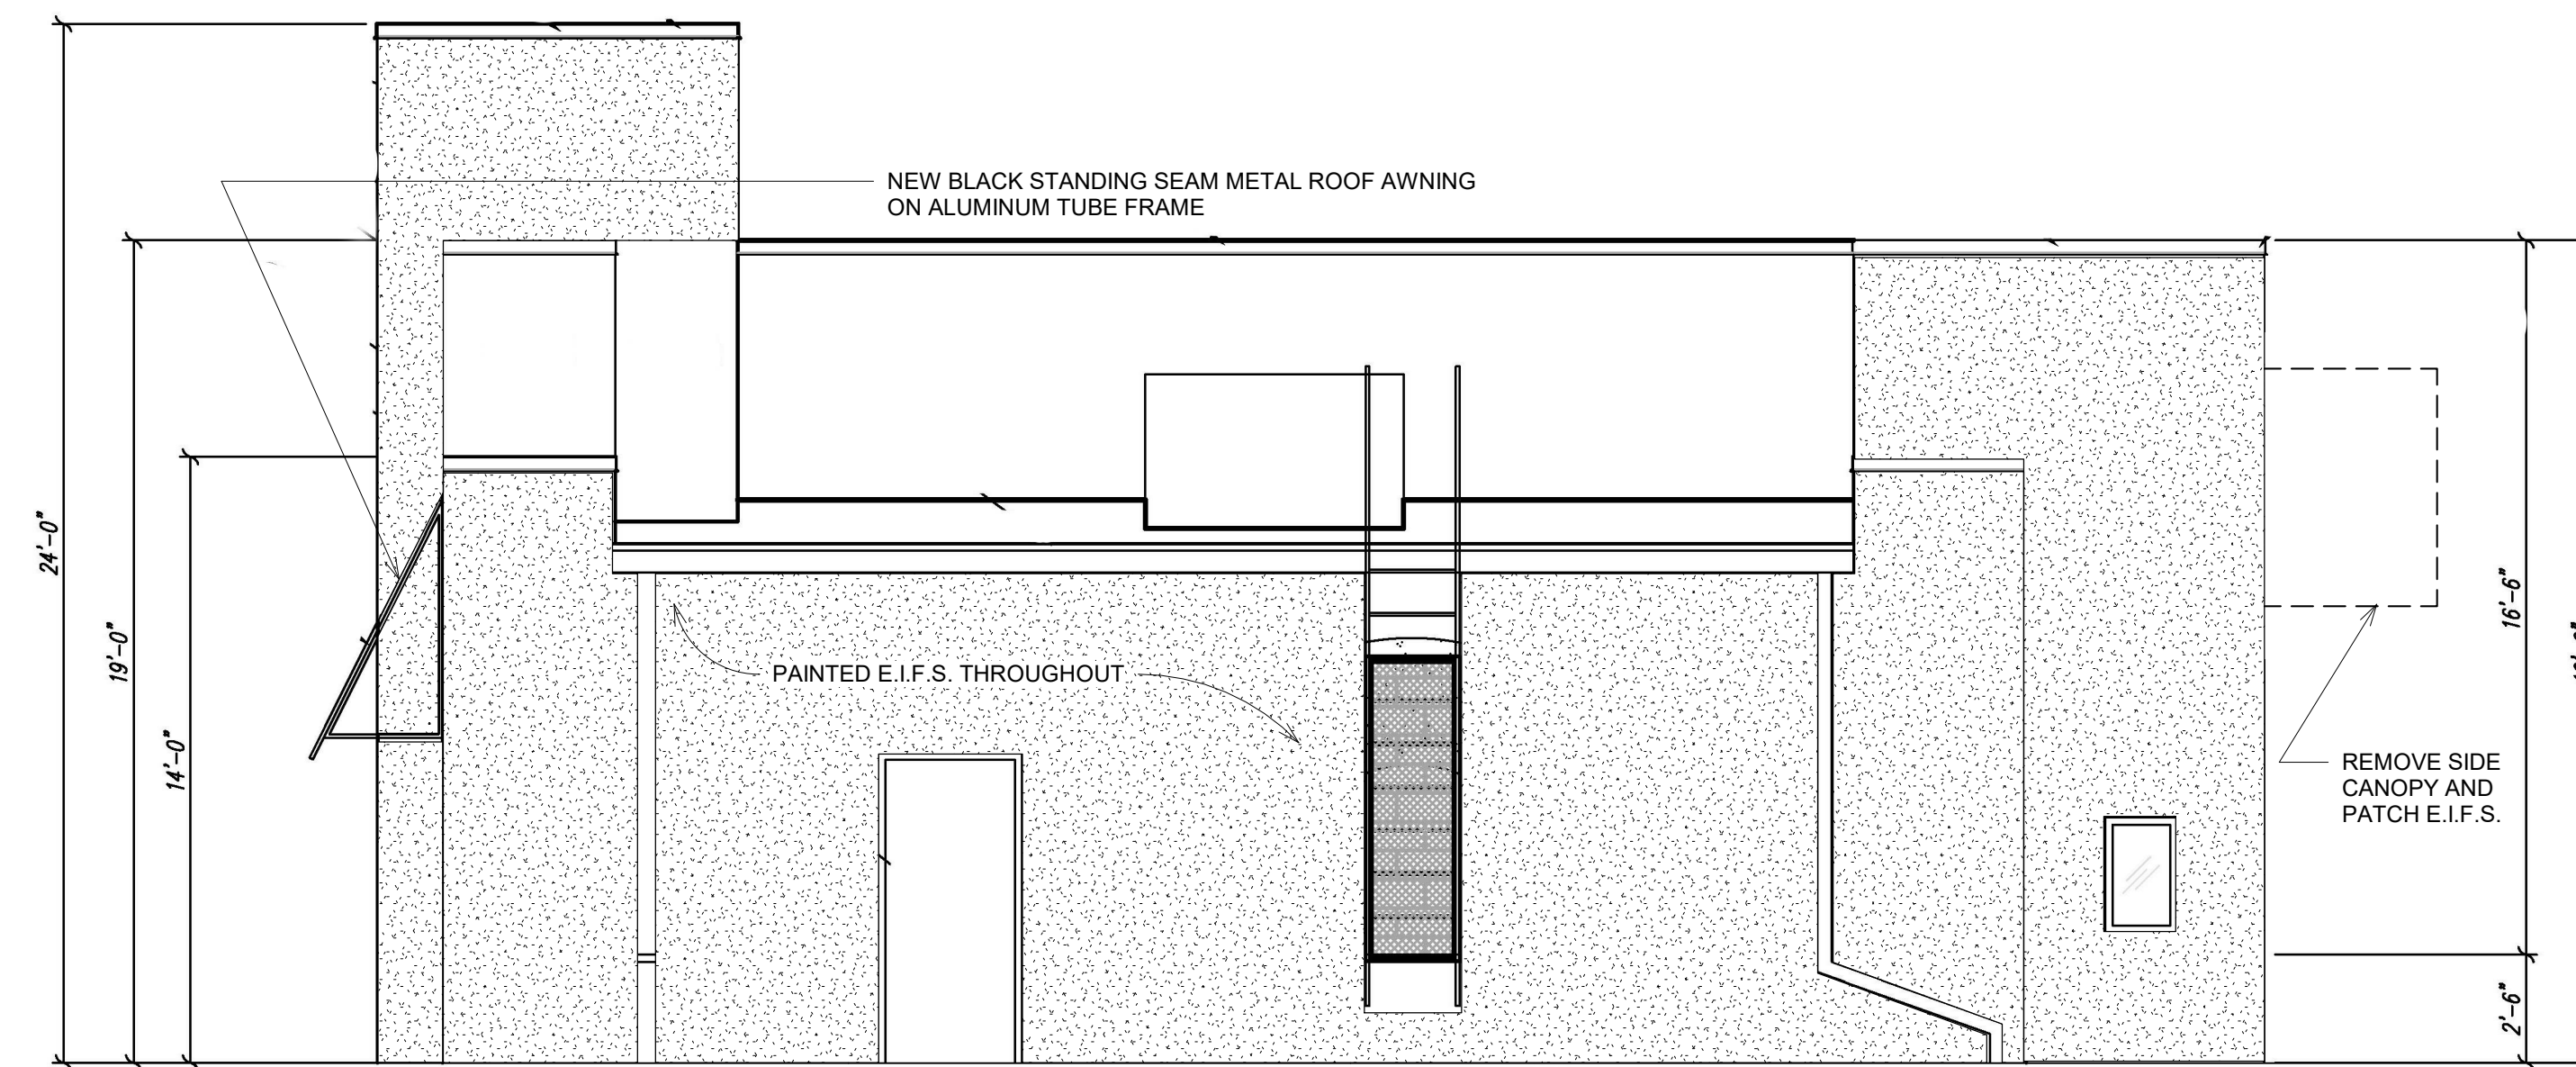 NEW BLACK STANDING SEAM METAL ROOF AWNING
ON ALUMINUM TUBE FRAME
24'-0"
19'-0"
14'-0"
PAINTED E.I.F.S. THROUGHOUT
16'-6"
REMOVE SIDE
CANOPY AND
PATCH E.I.F.S.
2'-6"